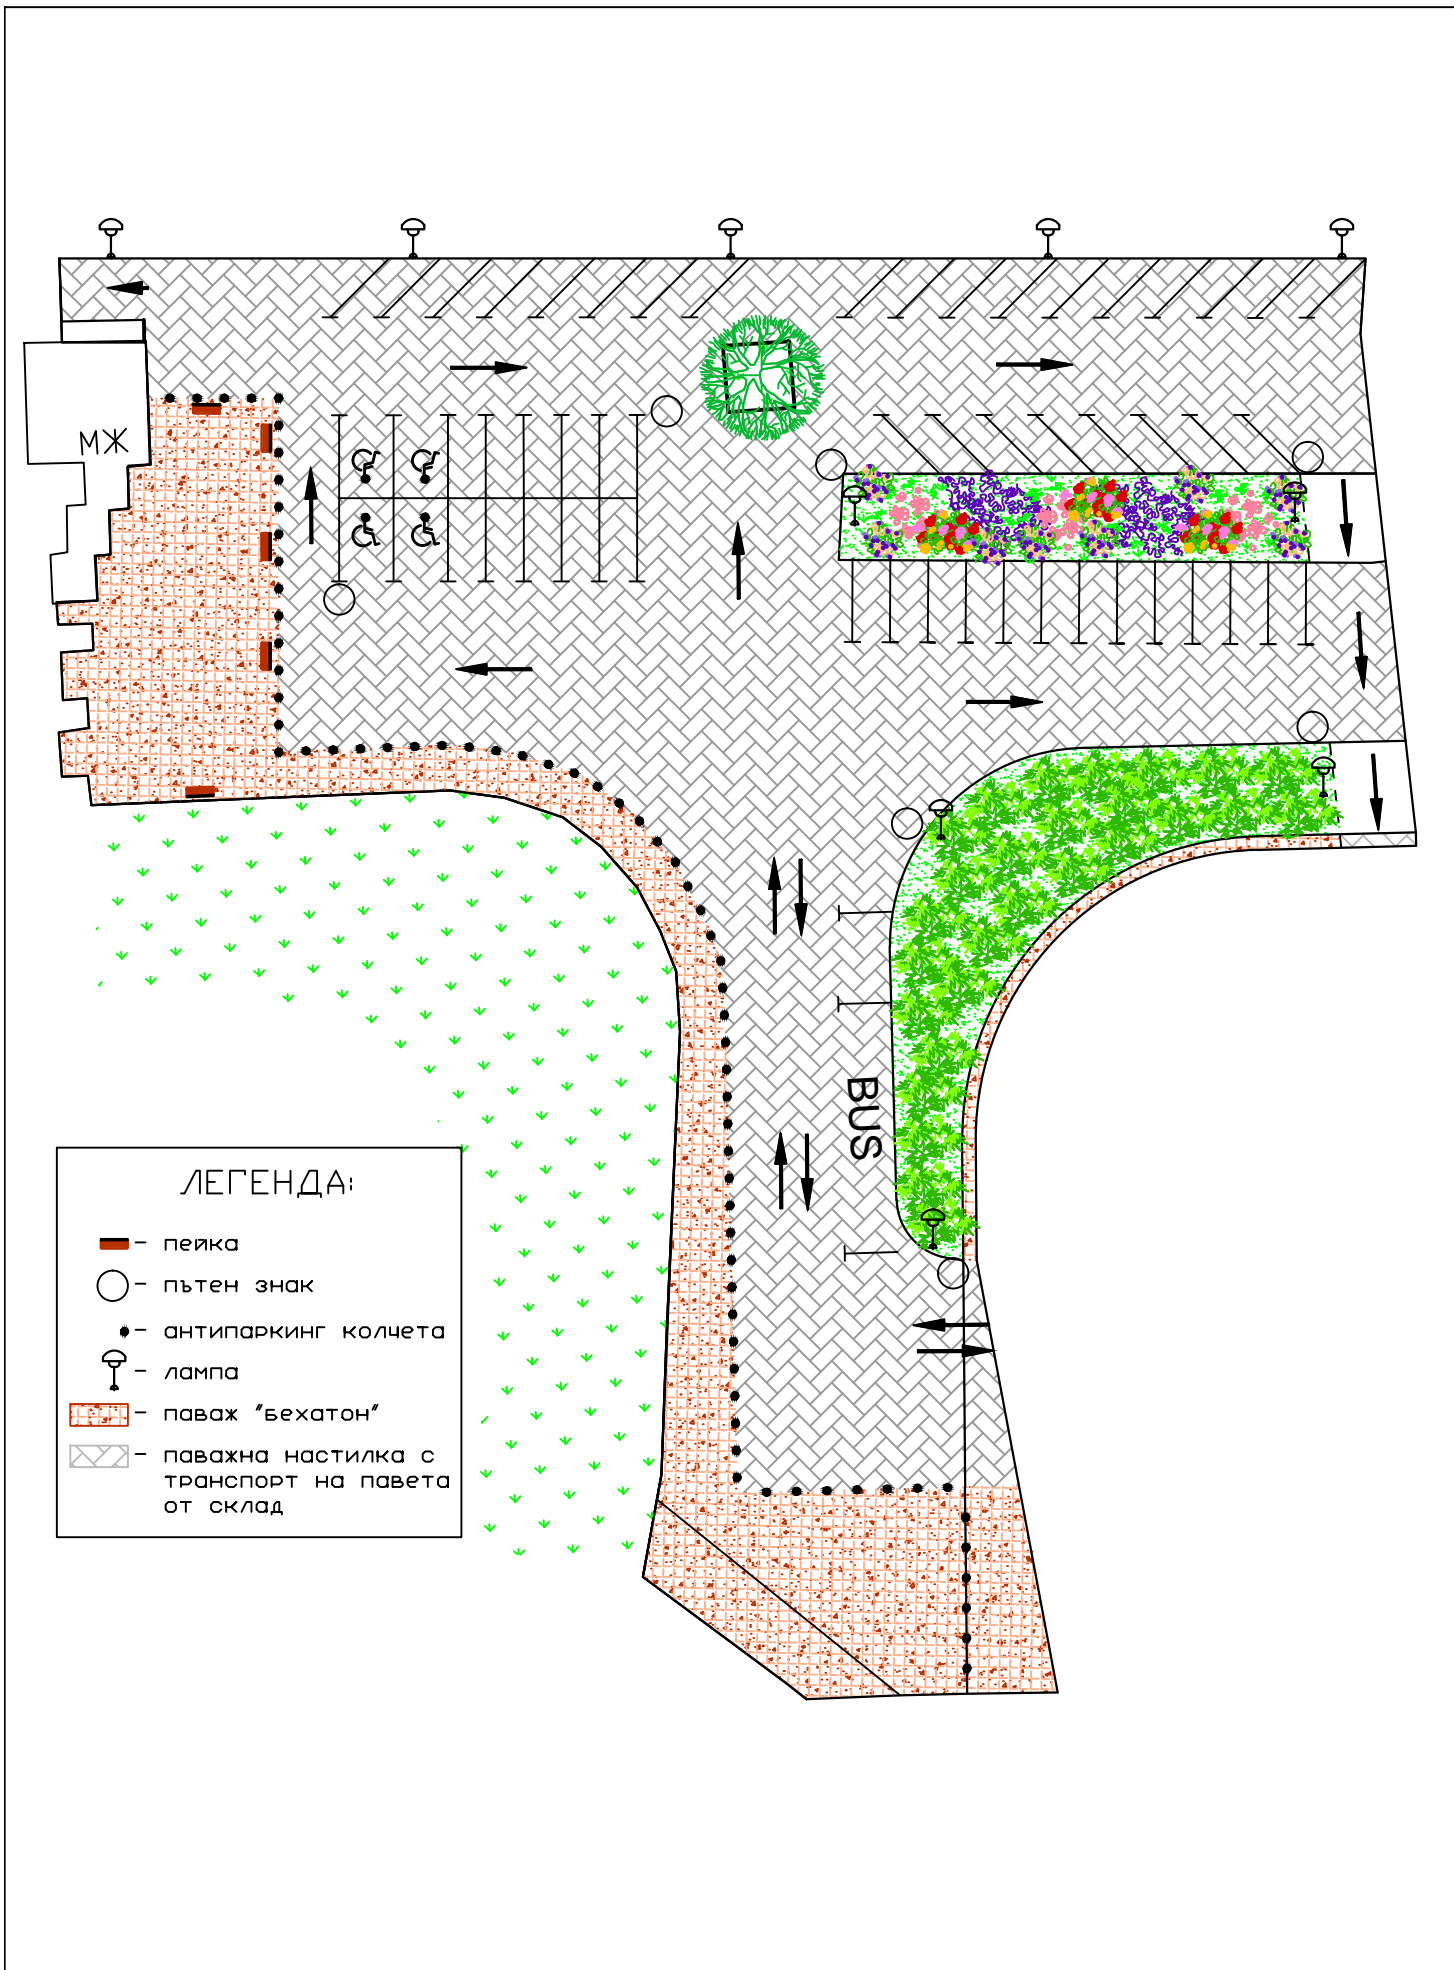 МЖ
BUS
ЛЕГЕНДА:
- пейка
- пътен знак
- антипаркинг колчета
- лампа
- паваж "Бехатон"
- паважна настилка с
транспорт на павета
от склад